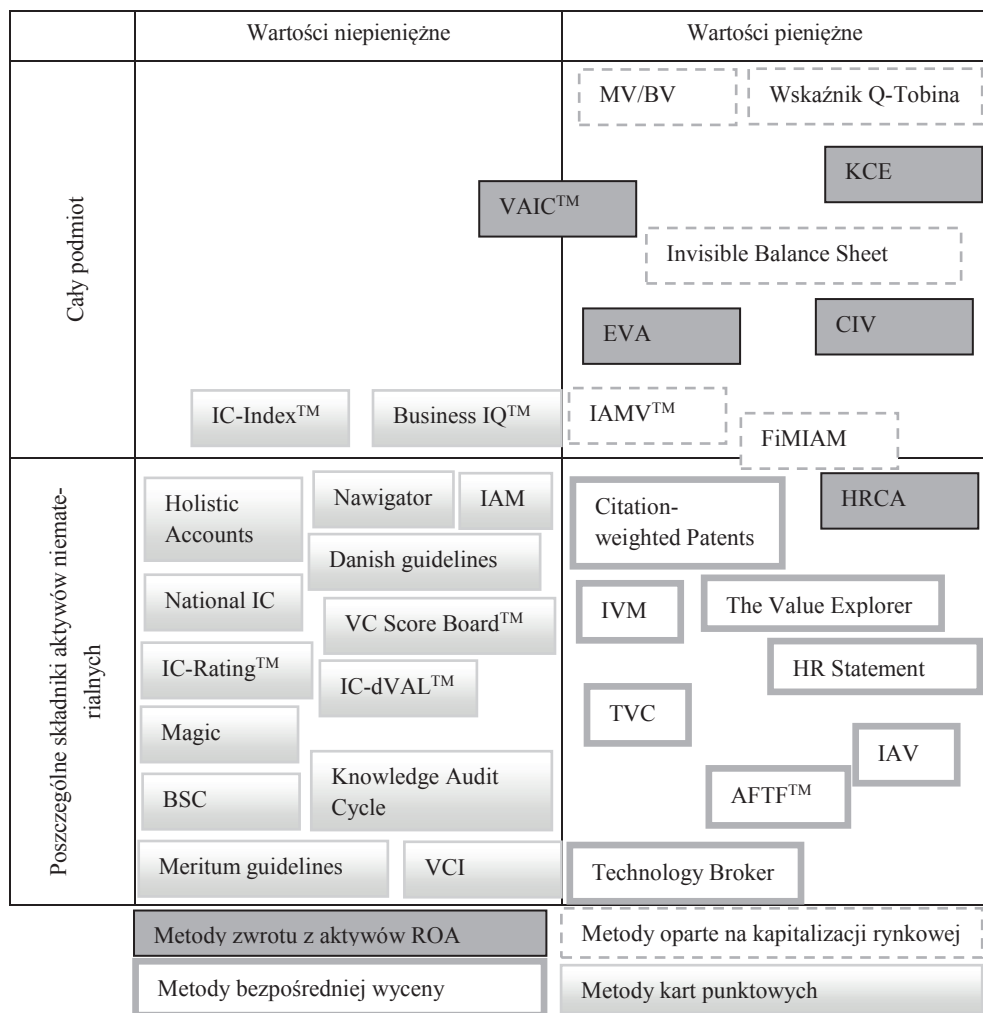 Wartości niepieniężne
Wartości pieniężne
Cały podmiot
MV/BV
Wskaźnik Q-Tobina
KCE
VAIC™
Invisible Balance Sheet
EVA
CIV
IC-Index™
Business IQ™
IAMV™
FiMIAM
Poszczególne składniki aktywów niemate-
rialnych
Holistic
Accounts
Nawigator
IAM
Danish guidelines
National IC
VC Score Board™
IC-Rating™
IC-dVAL™
Magic
BSC
Knowledge Audit
Cycle
Meritum guidelines
VCI
Citation-
weighted Patents
HRCA
IVM
The Value Explorer
HR Statement
TVC
IAV
AFTF™
Technology Broker
Metody zwrotu z aktywów ROA
Metody oparte na kapitalizacji rynkowej
Metody bezpośredniej wyceny
Metody kart punktowych